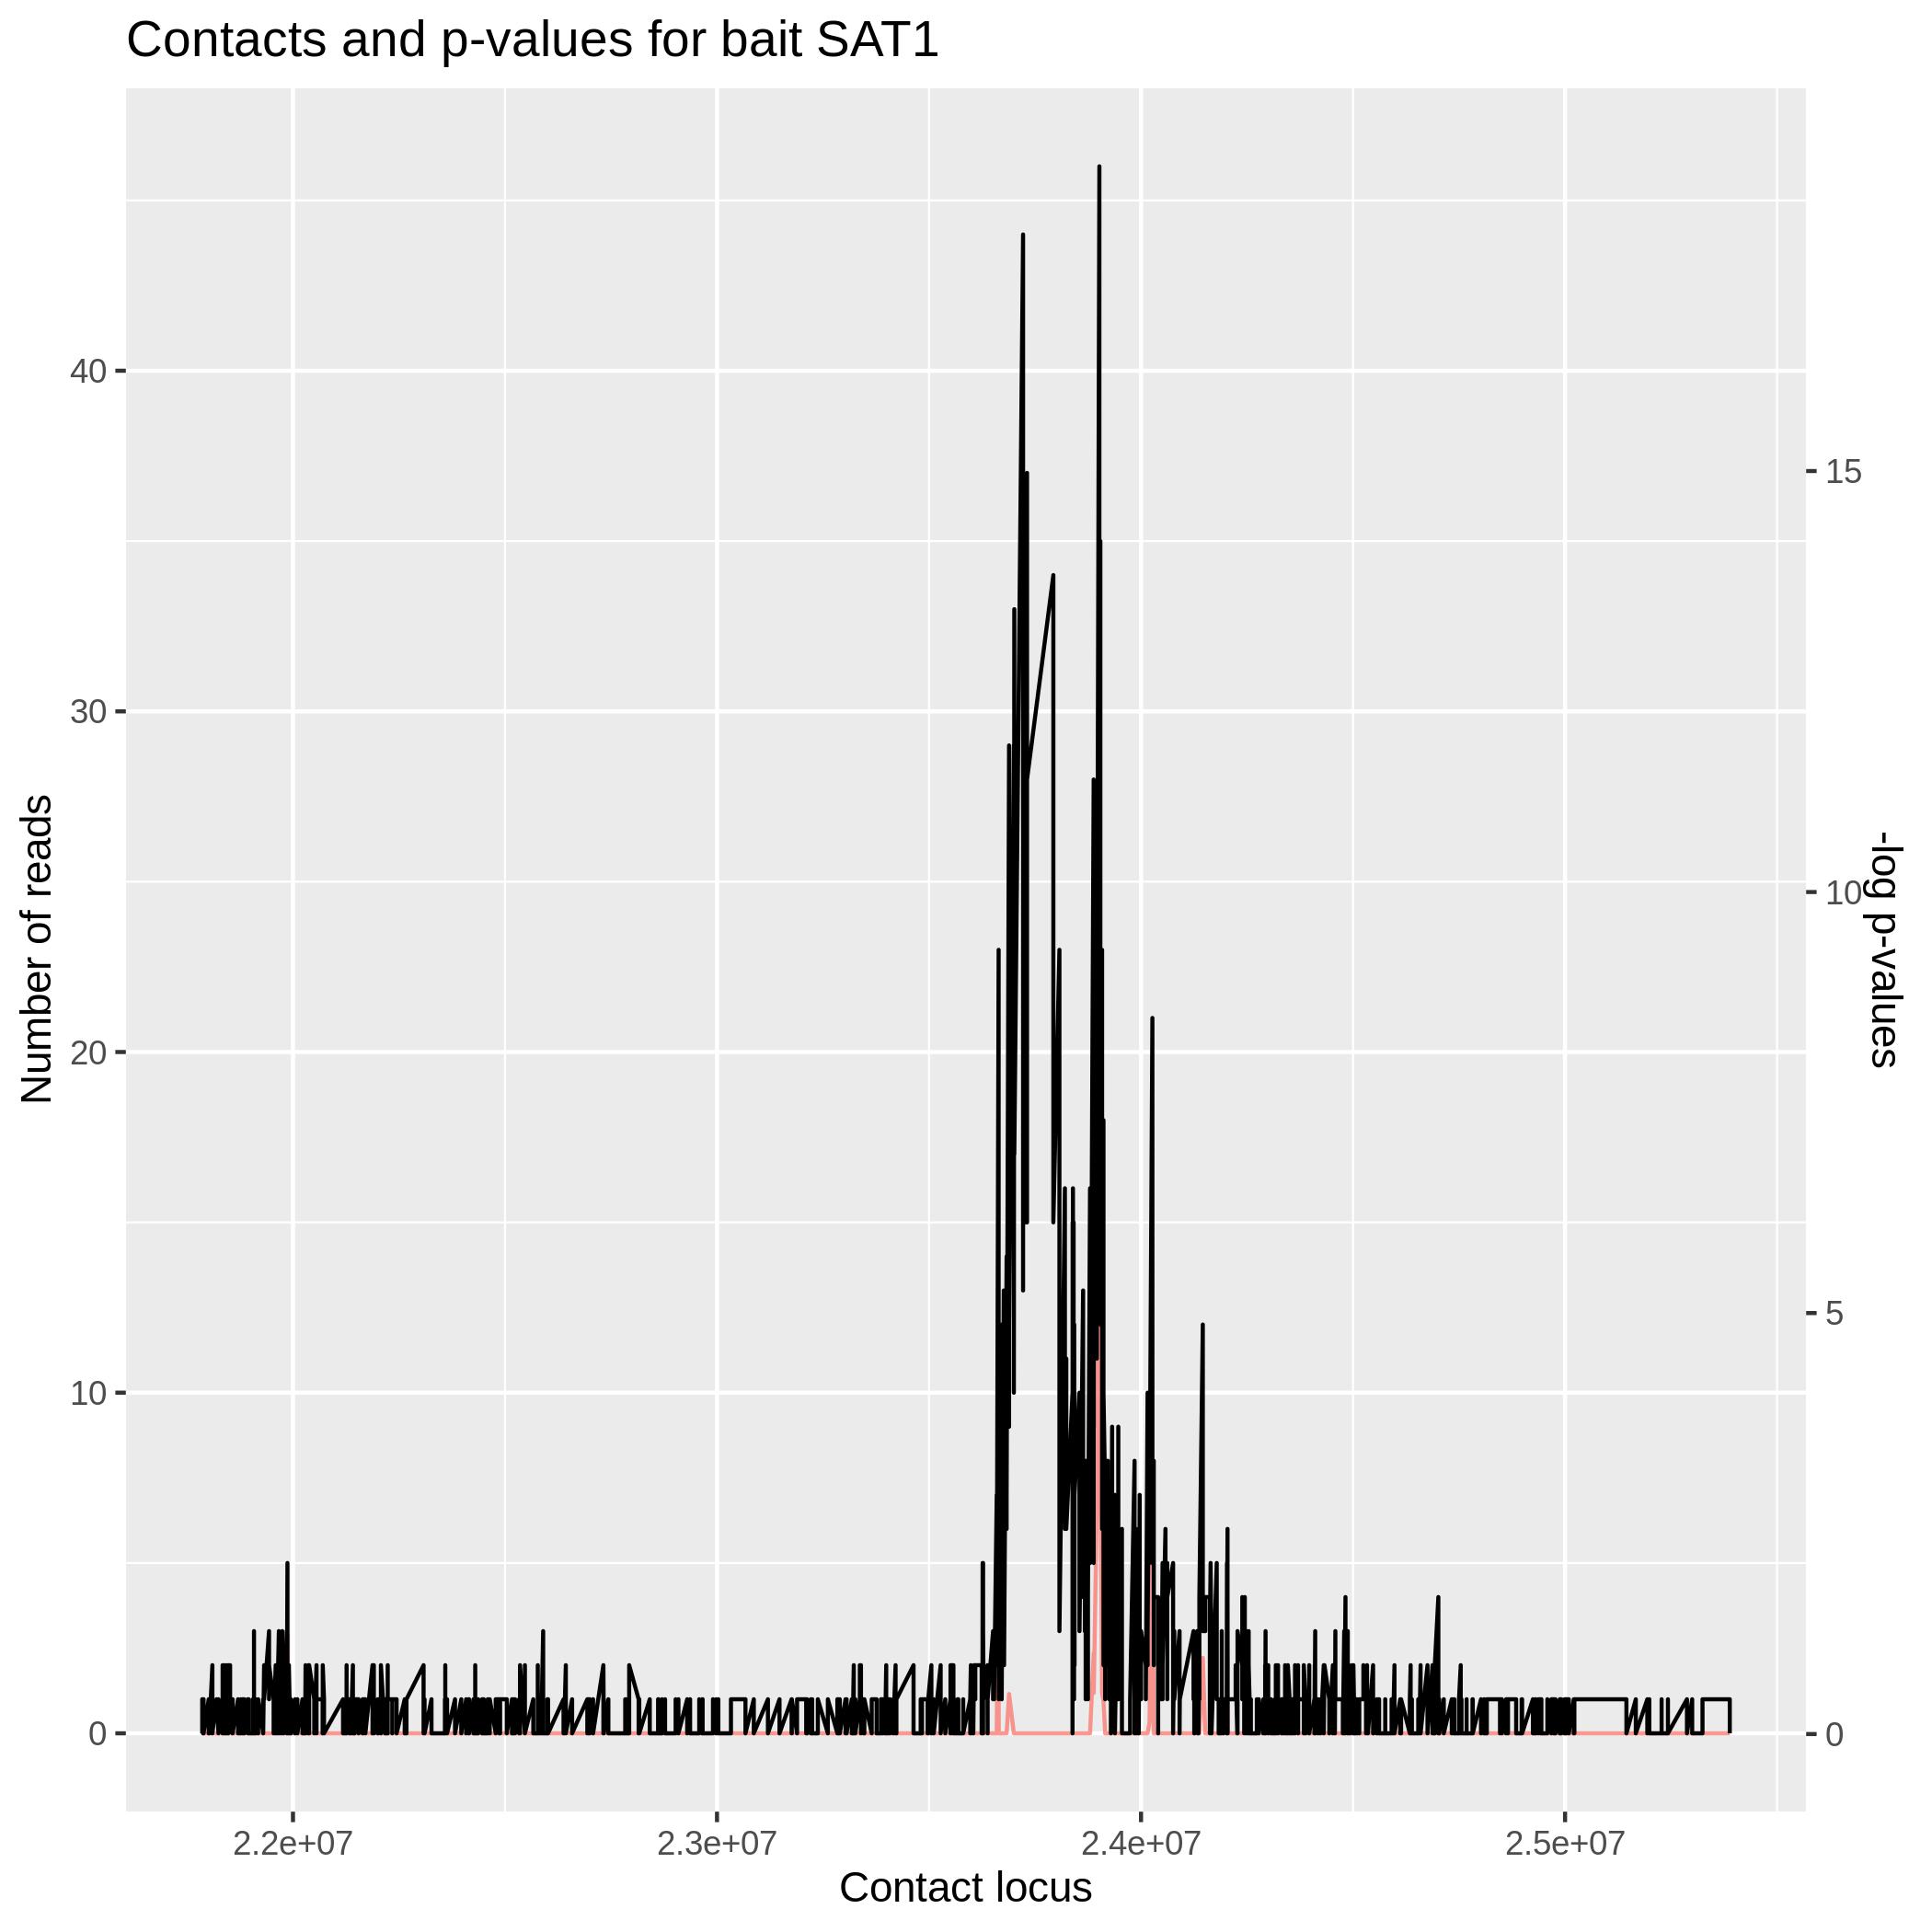 Contacts and p-values for bait SAT1
40
30
20
10
0
Number of reads
15
10
5
0
-log p-values
2.2e+07 2.3e+07 2.4e+07 2.5e+07
Contact locus